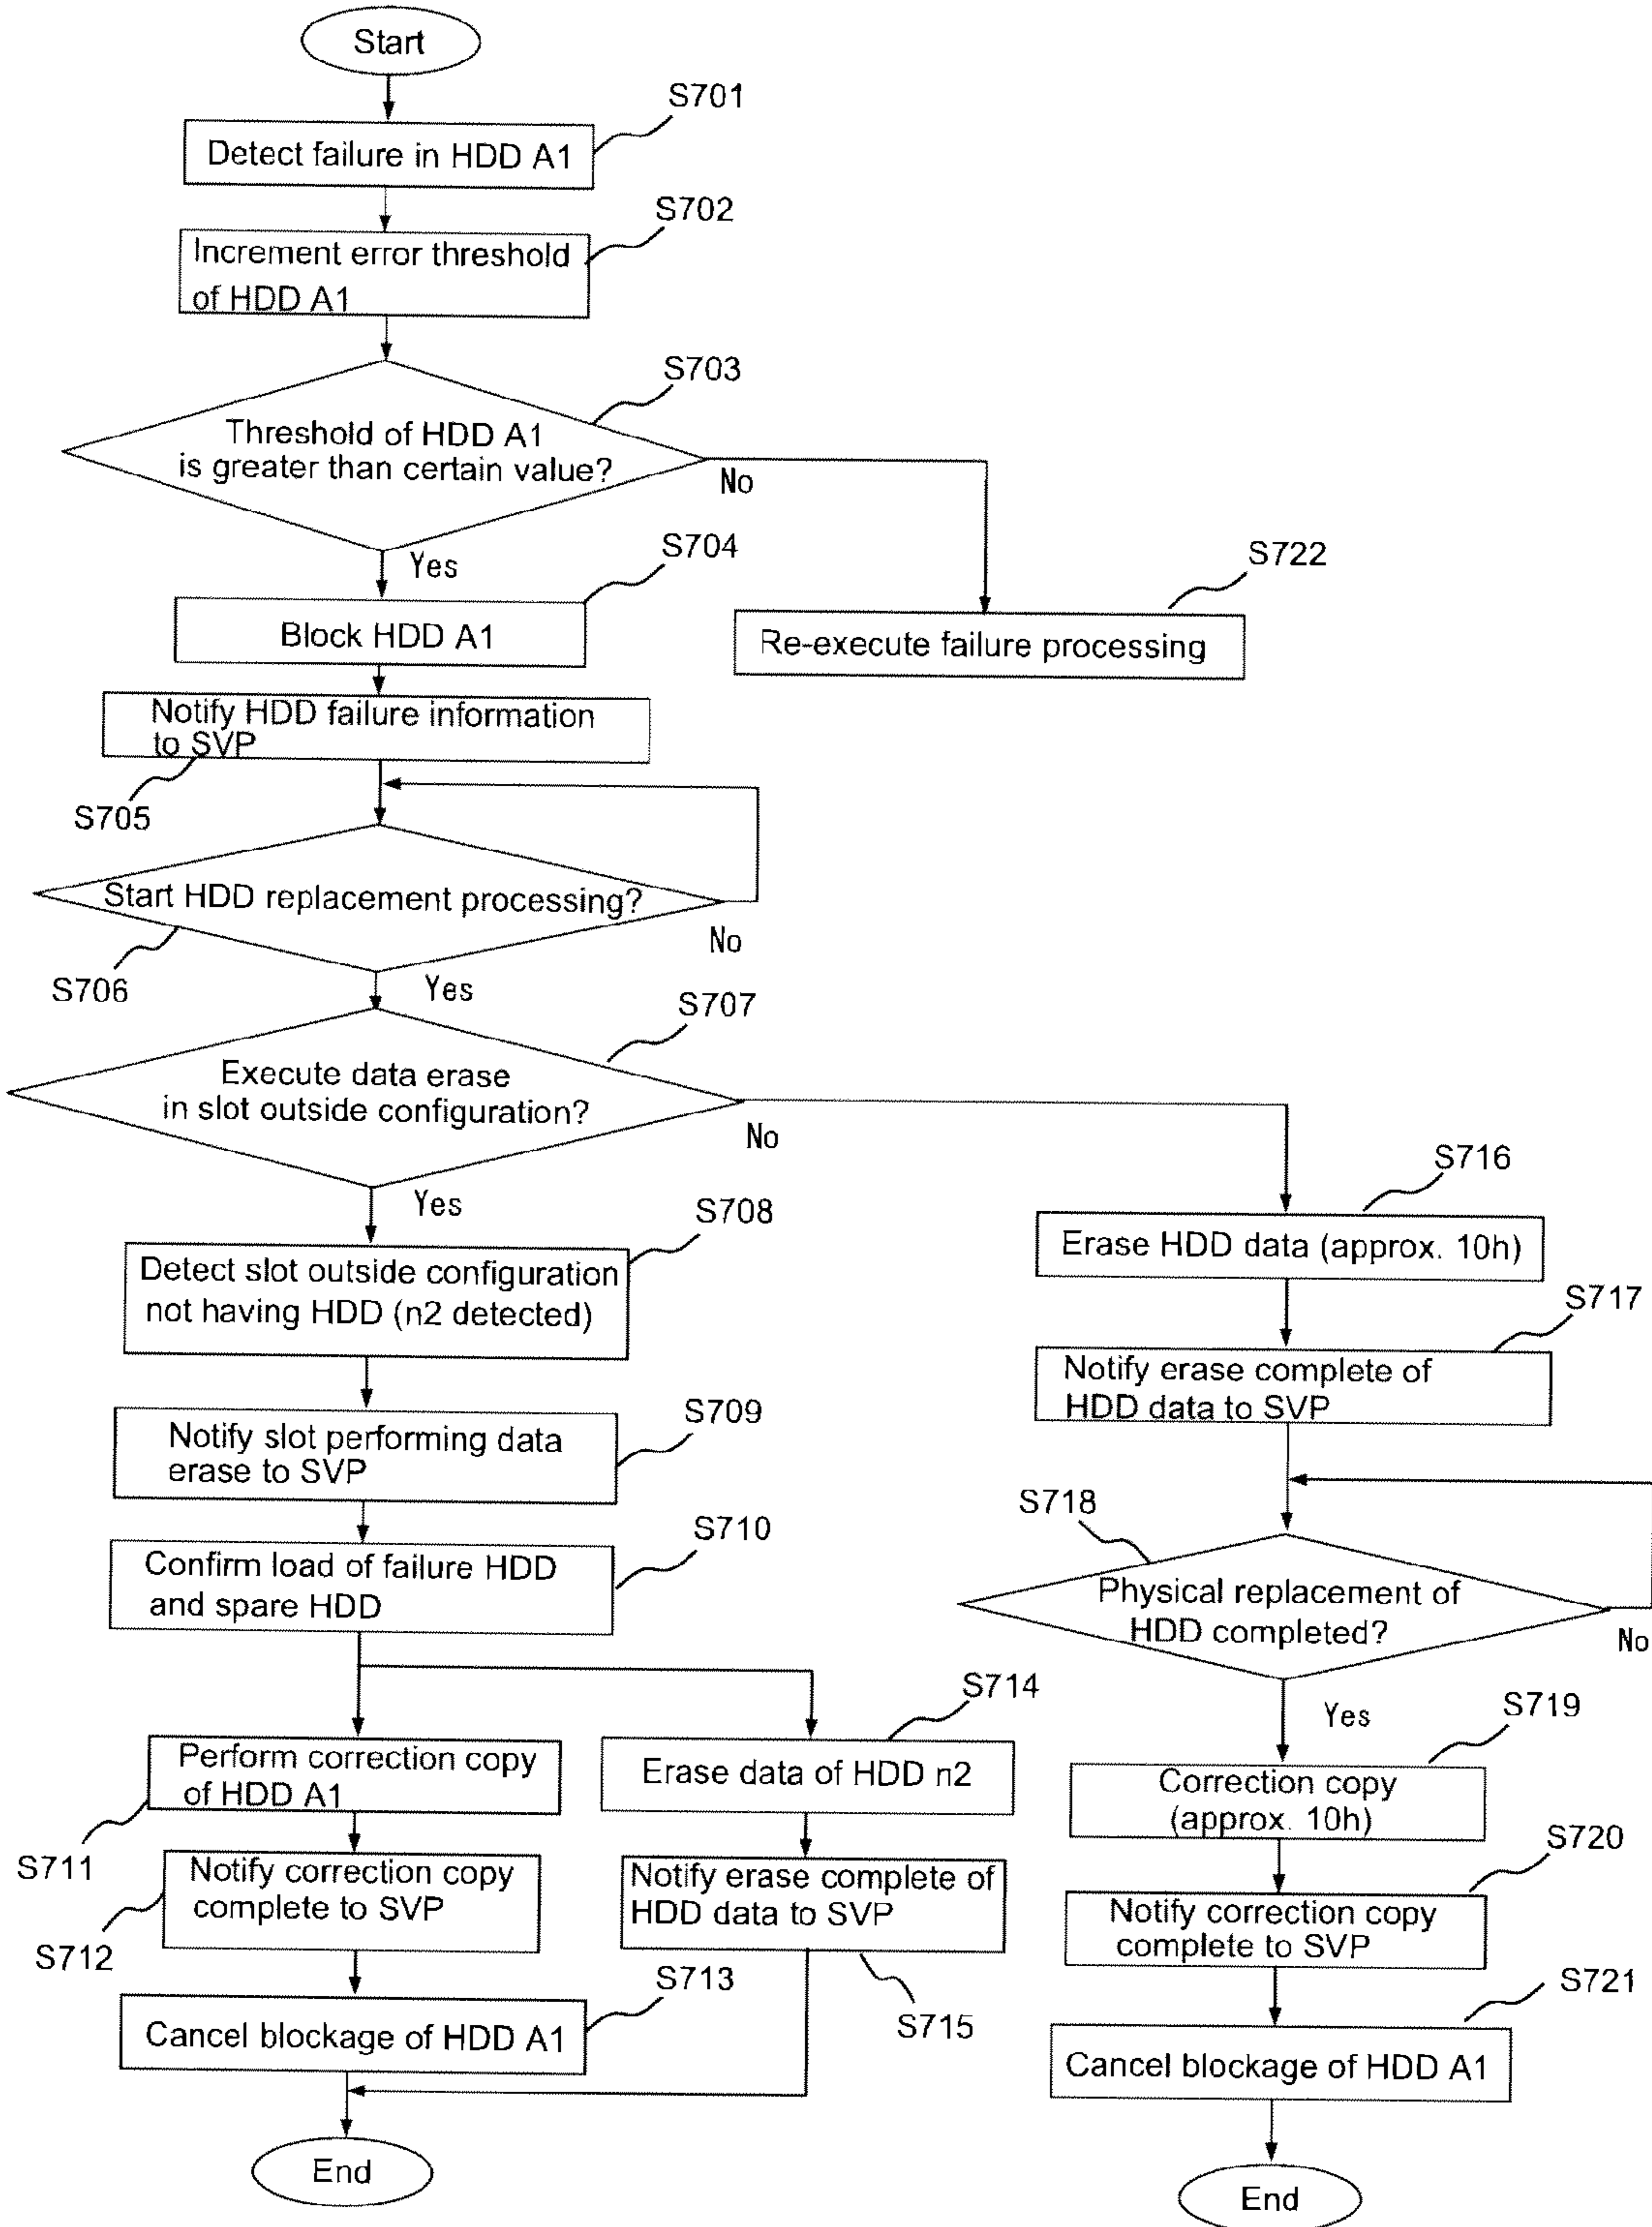 Start
S701
Detect failure in HDD A1
S702
Increment error threshold
of HDD A1
S703
Threshold of HDD A1
is greater than certain value?
No
Yes
S704
Block HDD A1
S722
Re-execute failure processing
Notify HDD failure information
to SVP
S705
Start HDD replacement processing?
No
S706
Yes
S707
Execute data erase
in slot outside configuration?
No
Yes
S708
Detect slot outside configuration
not having HDD (n2 detected)
S709
Notify slot performing data
erase to SVP
S710
Confirm load of failure HDD
and spare HDD
Perform correction copy
of HDD A1
S711
Notify correction copy
complete to SVP
S712
S713
Cancel blockage of HDD A1
End
S714
Erase data of HDD n2
Notify erase complete of
HDD data to SVP
S715
S716
Erase HDD data (approx. 10h)
S717
Notify erase complete of
HDD data to SVP
S718
Physical replacement of
HDD completed?
No
Yes
S719
Correction copy
(approx. 10h)
S720
Notify correction copy
complete to SVP
S721
Cancel blockage of HDD A1
End